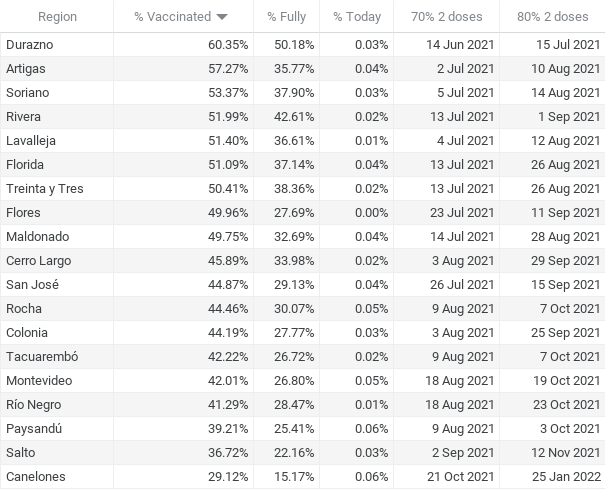 Region % Vaccinated % Fully % Today 70% 2 doses 80% 2 doses
Durazno 60.35% 50.18% 0.03% 14 Jun 2021 15 Jul 2021
Artigas 57.27% 35.77% 0.04% 2 Jul 2021 10 Aug 2021
Soriano 53.37% 37.90% 0.03% 5 Jul 2021 14 Aug 2021
Rivera 51.99% 42.61% 0.02% 13 Jul 2021 1 Sep 2021
Lavalleja 51.40% 36.61% 0.01% 4 Jul 2021 12 Aug 2021
Florida 51.09% 37.14% 0.04% 13 Jul 2021 26 Aug 2021
Treinta y Tres 50.41% 38.36% 0.02% 13 Jul 2021 26 Aug 2021
Flores 49.96% 27.69% 0.00% 23 Jul 2021 11 Sep 2021
Maldonado 49.75% 32.69% 0.04% 14 Jul 2021 28 Aug 2021
Cerro Largo 45.89% 33.98% 0.02% 3 Aug 2021 29 Sep 2021
San José 44.87% 29.13% 0.04% 26 Jul 2021 15 Sep 2021
Rocha 44.46% 30.07% 0.05% 9 Aug 2021 7 Oct 2021
Colonia 44.19% 27.77% 0.03% 3 Aug 2021 25 Sep 2021
Tacuarembó 42.22% 26.72% 0.02% 9 Aug 2021 7 Oct 2021
Montevideo 42.01% 26.80% 0.05% 18 Aug 2021 19 Oct 2021
Río Negro 41.29% 28.47% 0.01% 18 Aug 2021 23 Oct 2021
Paysandú 39.21% 25.41% 0.06% 9 Aug 2021 3 Oct 2021
Salto 36.72% 22.16% 0.03% 2 Sep 2021 12 Nov 2021
Canelones 29.12% 15.17% 0.06% 21 Oct 2021 25 Jan 2022